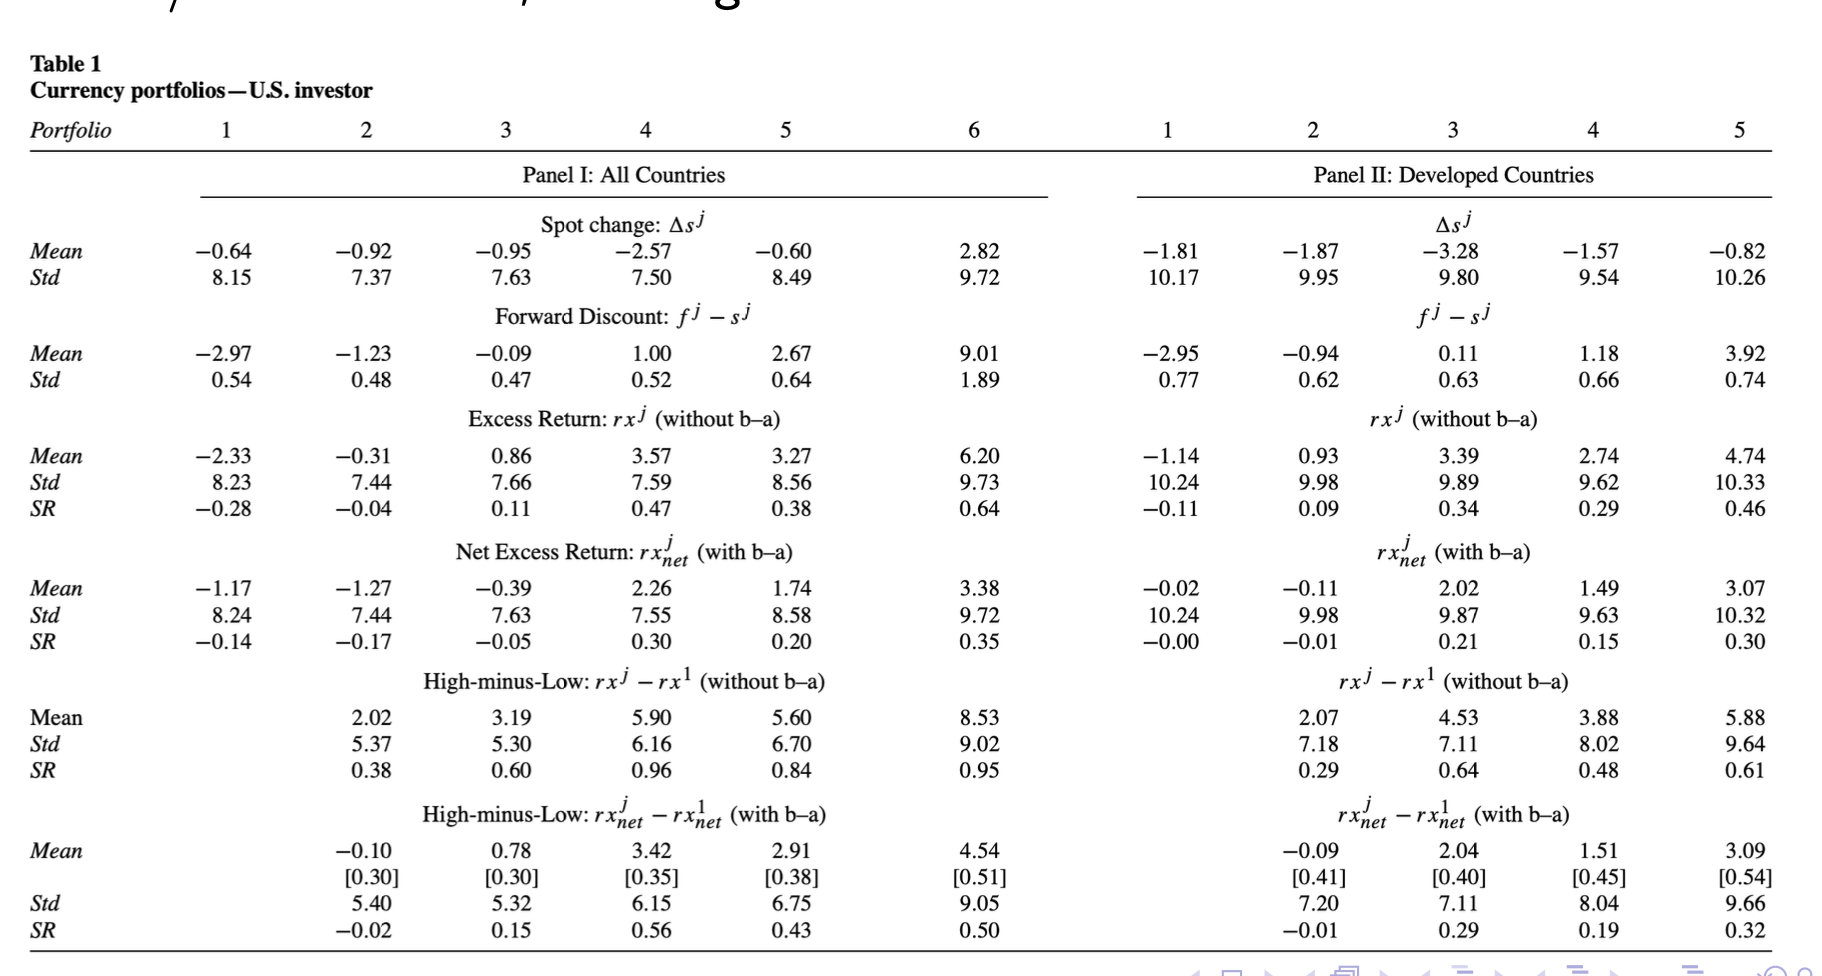 Table 1
Currency portfolios—U.S. investor
Portfolio 1 2 3 4 5 6 1 2 3 4 5
Panel I: All Countries Panel II: Developed Countries
Spot change: Δs^j Δs^j
Mean −0.64 −0.92 −0.95 −2.57 −0.60 2.82 −1.81 −1.87 −3.28 −1.57 −0.82
Std 8.15 7.37 7.63 7.50 8.49 9.72 10.17 9.95 9.80 9.54 10.26
Forward Discount: f^j − s^j f^j − s^j
Mean −2.97 −1.23 −0.09 1.00 2.67 9.01 −2.95 −0.94 0.11 1.18 3.92
Std 0.54 0.48 0.47 0.52 0.64 1.89 0.77 0.62 0.63 0.66 0.74
Excess Return: rx^j (without b–a) rx^j (without b–a)
Mean −2.33 −0.31 0.86 3.57 3.27 6.20 −1.14 0.93 3.39 2.74 4.74
Std 8.23 7.44 7.66 7.59 8.56 9.73 10.24 9.98 9.89 9.62 10.33
SR −0.28 −0.04 0.11 0.47 0.38 0.64 −0.11 0.09 0.34 0.29 0.46
Net Excess Return: rx^j_net (with b–a) rx^j_net (with b–a)
Mean −1.17 −1.27 −0.39 2.26 1.74 3.38 −0.02 −0.11 2.02 1.49 3.07
Std 8.24 7.44 7.63 7.55 8.58 9.72 10.24 9.98 9.87 9.63 10.32
SR −0.14 −0.17 −0.05 0.30 0.20 0.35 −0.00 −0.01 0.21 0.15 0.30
High-minus-Low: rx^j − rx^1 (without b–a) rx^j − rx^1 (without b–a)
Mean 2.02 3.19 5.90 5.60 8.53 2.07 4.53 3.88 5.88
Std 5.37 5.30 6.16 6.70 9.02 7.18 7.11 8.02 9.64
SR 0.38 0.60 0.96 0.84 0.95 0.29 0.64 0.48 0.61
High-minus-Low: rx^j_net − rx^1_net (with b–a) rx^j_net − rx^1_net (with b–a)
Mean −0.10 0.78 3.42 2.91 4.54 −0.09 2.04 1.51 3.09
[0.30] [0.30] [0.35] [0.38] [0.51] [0.41] [0.40] [0.45] [0.54]
Std 5.40 5.32 6.15 6.75 9.05 7.20 7.11 8.04 9.66
SR −0.02 0.15 0.56 0.43 0.50 −0.01 0.29 0.19 0.32